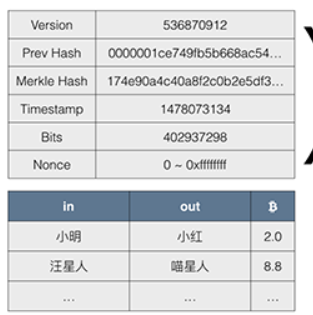 Version 536870912
Prev Hash 0000001ce749fb5b668ac54...
Merkle Hash 174e90a4c40a8f2c0b2e5df3...
Timestamp 1478073134
Bits 402937298
Nonce 0 ~ 0xffffffff
in out ₿
小明 小红 2.0
汪星人 喵星人 8.8
... ... ...